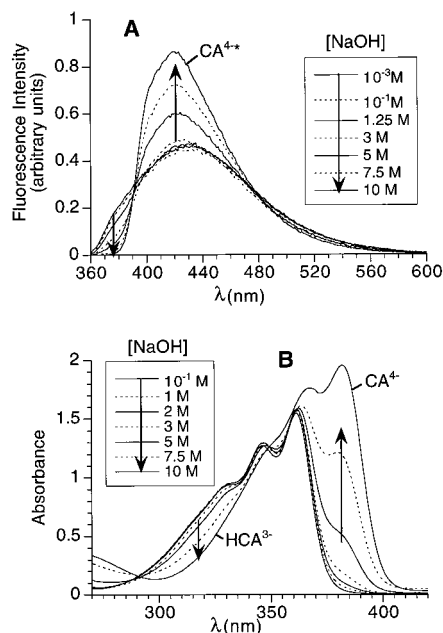 A
CA4-*
[NaOH]
10-3 M
10-1 M
1.25 M
3 M
5 M
7.5 M
10 M
Fluorescence Intensity
(arbitrary units)
1
0.8
0.6
0.4
0.2
0
360 400 440 480 520 560 600
λ(nm)
[NaOH]
B
10-1 M
1 M
2 M
3 M
5 M
7.5 M
10 M
CA4-
HCA3-
Absorbance
2
1.5
1
0.5
0
300 350 400
λ(nm)